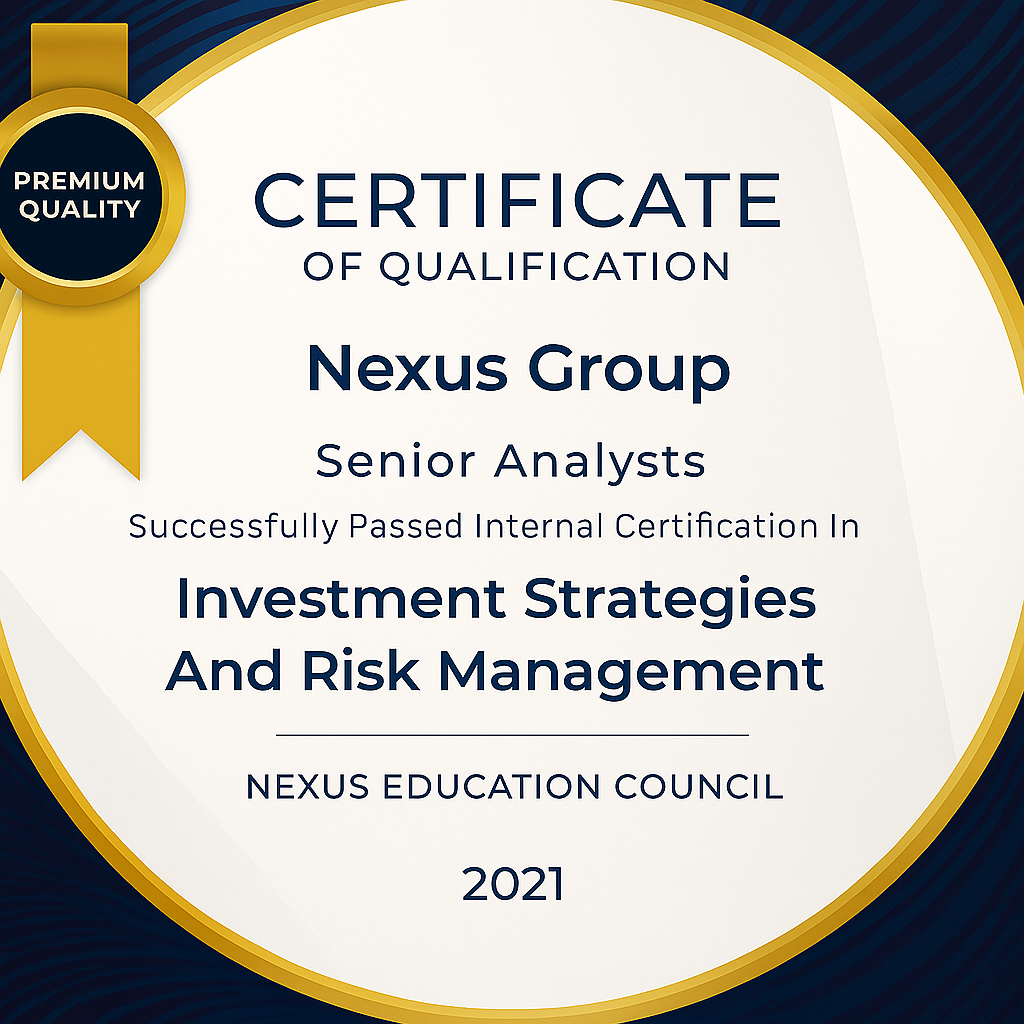 PREMIUM
QUALITY
CERTIFICATE
OF QUALIFICATION
Nexus Group
Senior Analysts
Successfully Passed Internal Certification In
Investment Strategies
And Risk Management
NEXUS EDUCATION COUNCIL
2021